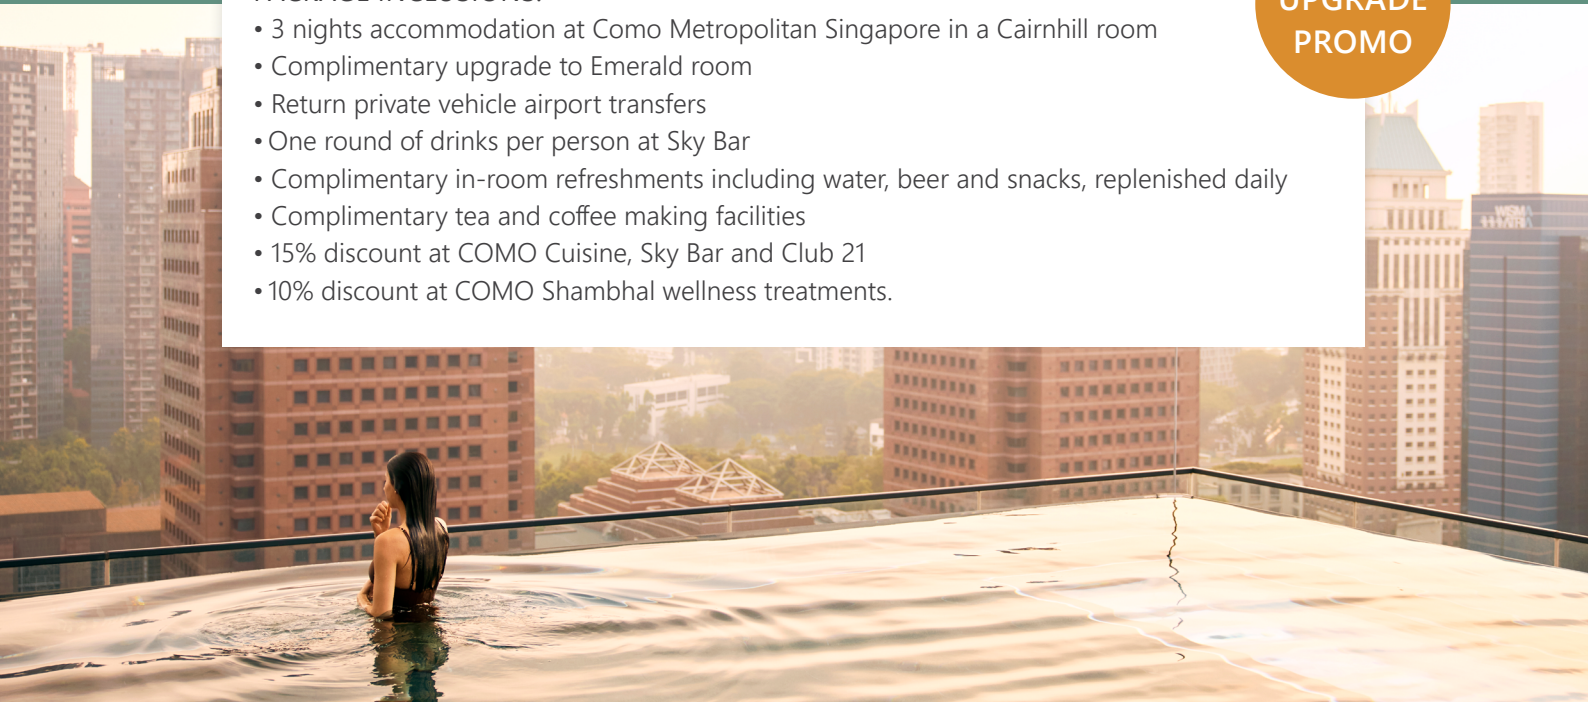 PACKAGE INCLUSIONS:
• 3 nights accommodation at Como Metropolitan Singapore in a Cairnhill room
• Complimentary upgrade to Emerald room
• Return private vehicle airport transfers
• One round of drinks per person at Sky Bar
• Complimentary in-room refreshments including water, beer and snacks, replenished daily
• Complimentary tea and coffee making facilities
• 15% discount at COMO Cuisine, Sky Bar and Club 21
• 10% discount at COMO Shambhal wellness treatments.
UPGRADE
PROMO